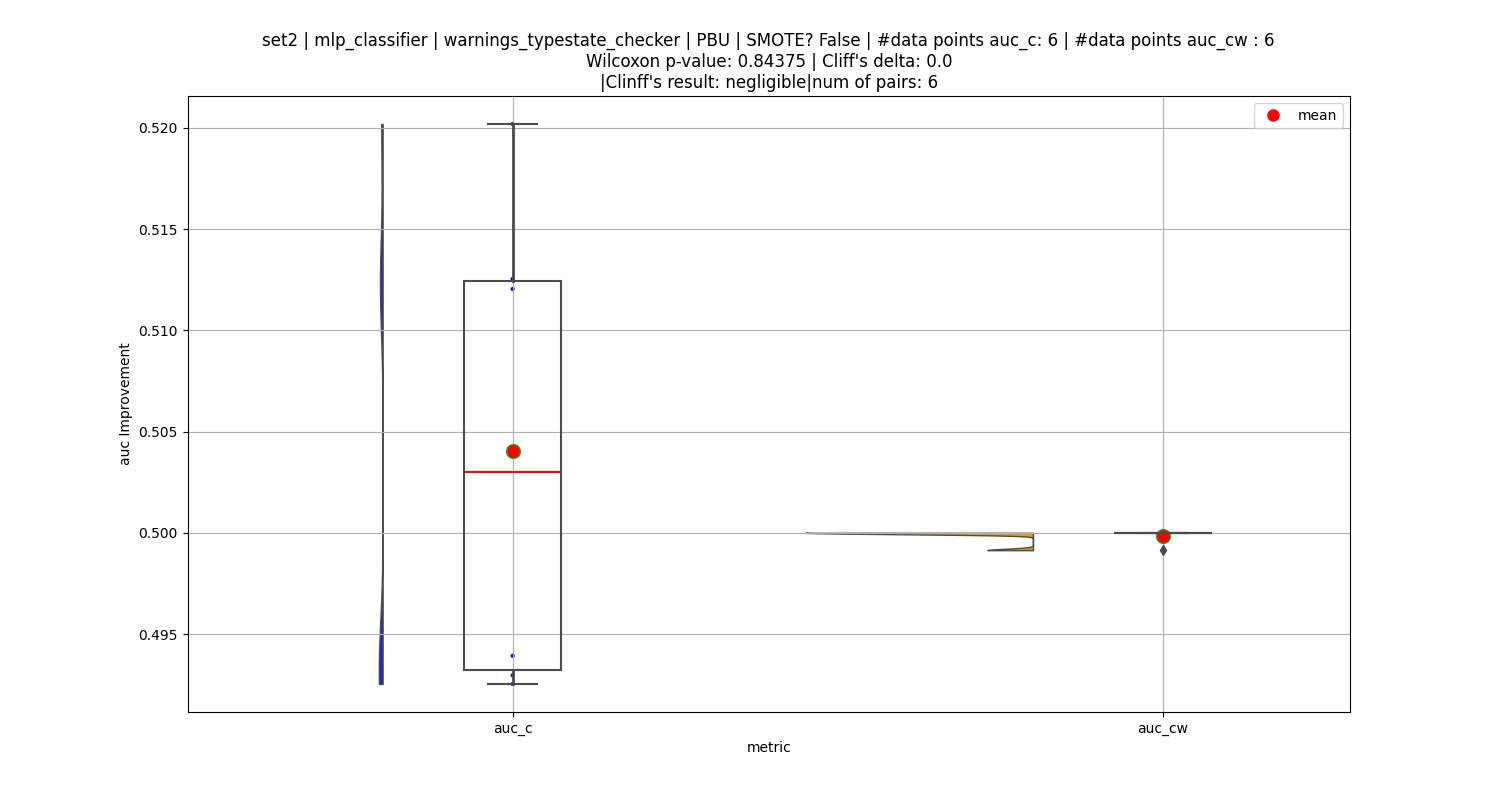 set2 | mlp_classifier | warnings_typestate_checker | PBU | SMOTE? False | #data points auc_c: 6 | #data points auc_cw : 6
Wilcoxon p-value: 0.84375 | Cliff's delta: 0.0
|Clinff's result: negligible|num of pairs: 6
mean
0.520
0.515
0.510
0.505
0.500
0.495
auc Improvement
auc_c
auc_cw
metric